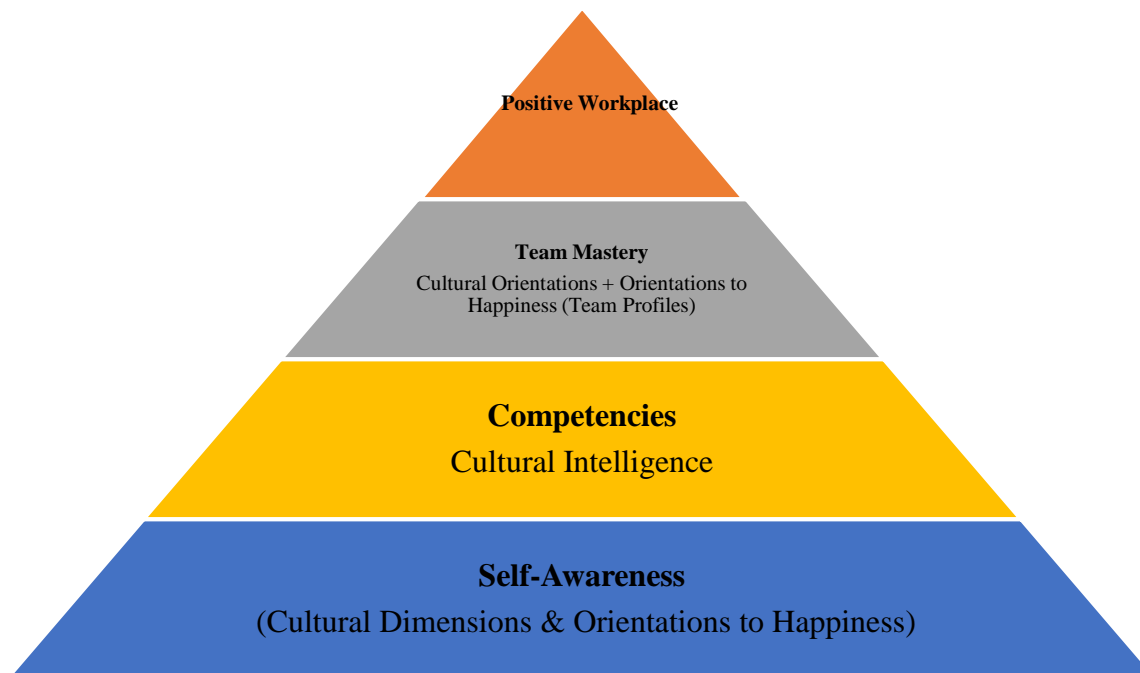 Positive Workplace
Team Mastery
Cultural Orientations + Orientations to
Happiness (Team Profiles)
Competencies
Cultural Intelligence
Self-Awareness
(Cultural Dimensions & Orientations to Happiness)